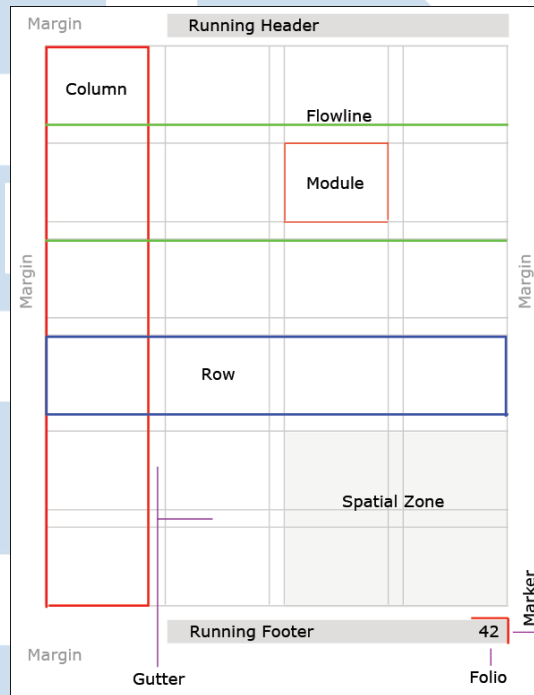 Margin
Running Header
Column
Flowline
Module
Margin
Margin
Row
Spatial Zone
Marker
Running Footer
42
Margin
Gutter
Folio